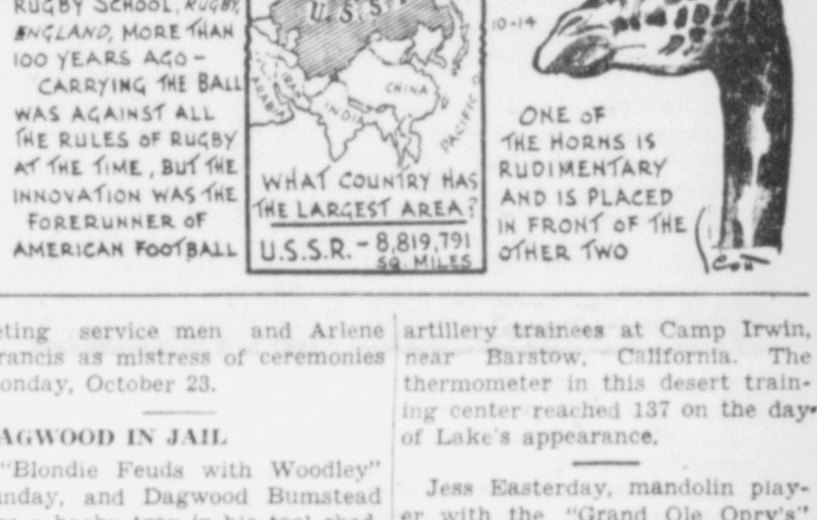 RUGBY SCHOOL, RUGBY,
ENGLAND, MORE THAN
100 YEARS AGO-
CARRYING THE BALL
WAS AGAINST ALL
THE RULES OF RUGBY
AT THE TIME, BUT THE
INNOVATION WAS THE
FORERUNNER OF
AMERICAN FOOTBALL
U.S.S.
IRAN
ARABIA
INDIA
CHINA
PACIFIC O
WHAT COUNTRY HAS
THE LARGEST AREA?
U.S.S.R. - 8,819,791
SQ. MILES
10-14
ONE OF
THE HORNS IS
RUDIMENTARY
AND IS PLACED
IN FRONT OF THE
OTHER TWO
eting service men and Arlene
rancis as mistress of ceremonies
onday, October 23.
AGWOOD IN JAIL
"Blondie Feuds with Woodley"
unday, and Dagwood Bumstead
artillery trainees at Camp Irwin,
near Barstow, California. The
thermometer in this desert train-
ing center reached 137 on the day
of Lake's appearance.
Jess Easterday, mandolin play-
er with the "Grand Ole Opry's"